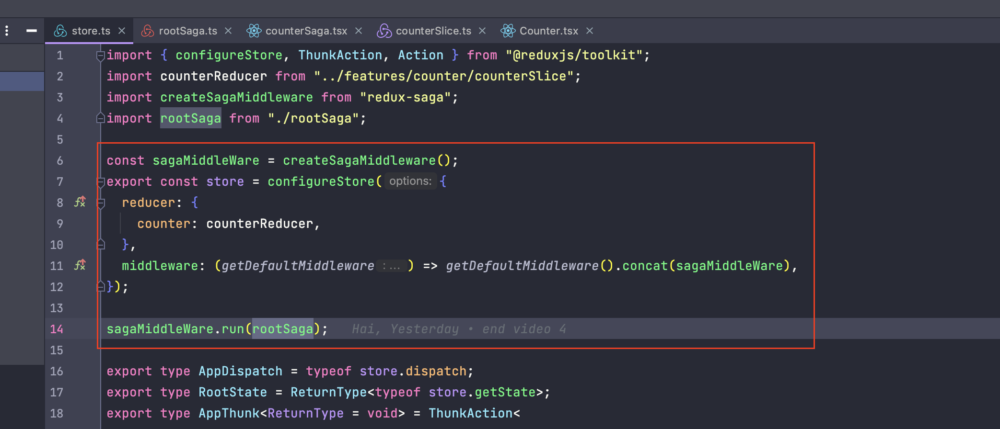 store.ts rootSaga.ts counterSaga.tsx counterSlice.ts Counter.tsx
1 import { configureStore, ThunkAction, Action } from "@reduxjs/toolkit";
2 import counterReducer from "../features/counter/counterSlice";
3 import createSagaMiddleware from "redux-saga";
4 import rootSaga from "./rootSaga";
5
6 const sagaMiddleWare = createSagaMiddleware();
7 export const store = configureStore( options: {
8 reducer: {
9 counter: counterReducer,
10 },
11 middleware: (getDefaultMiddleware : ... ) => getDefaultMiddleware().concat(sagaMiddleWare),
12 });
13
14 sagaMiddleWare.run(rootSaga); Hai, Yesterday • end video 4
15
16 export type AppDispatch = typeof store.dispatch;
17 export type RootState = ReturnType<typeof store.getState>;
18 export type AppThunk<ReturnType = void> = ThunkAction<